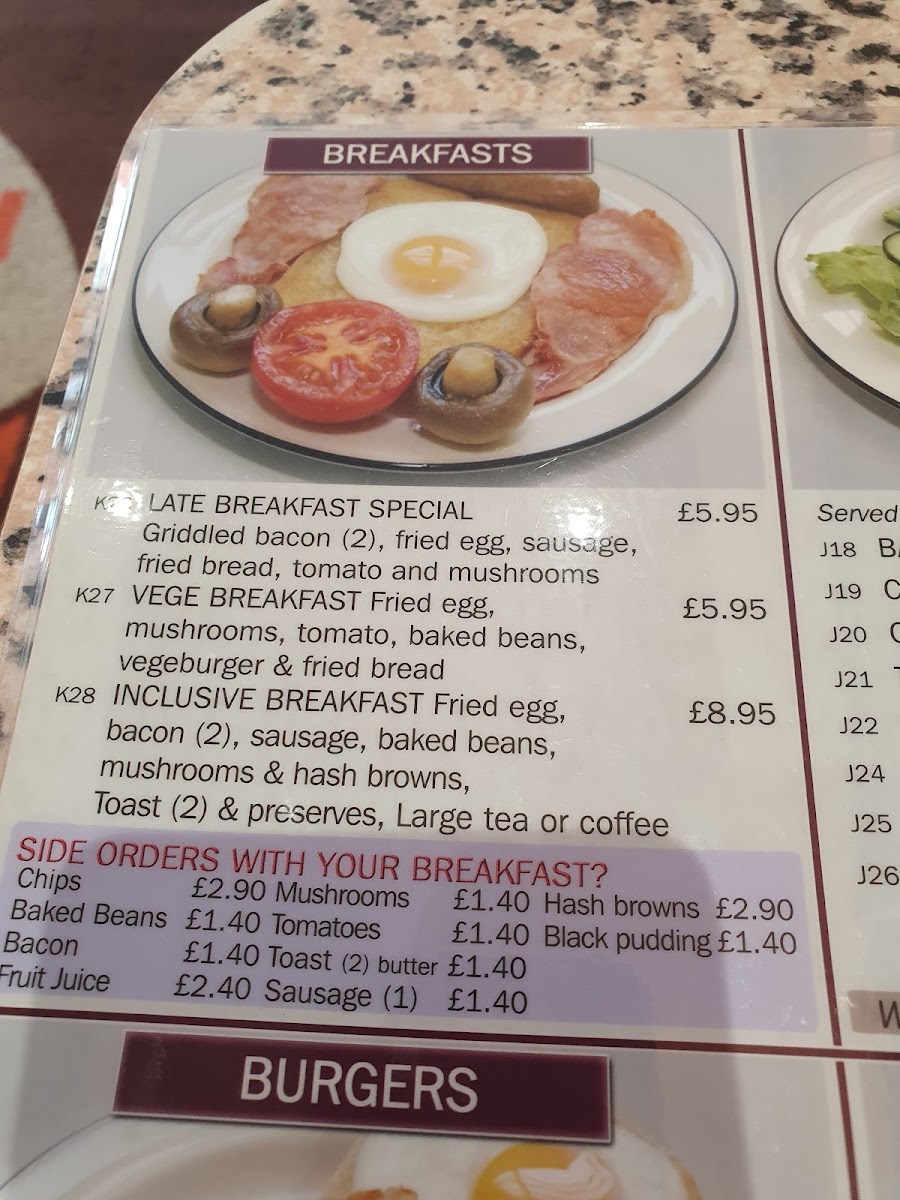 BREAKFASTS
LATE BREAKFAST SPECIAL £5.95
Griddled bacon (2), fried egg, sausage,
fried bread, tomato and mushrooms
K27 VEGE BREAKFAST Fried egg, £5.95
mushrooms, tomato, baked beans,
vegeburger & fried bread
K28 INCLUSIVE BREAKFAST Fried egg, £8.95
bacon (2), sausage, baked beans,
mushrooms & hash browns,
Toast (2) & preserves, Large tea or coffee
SIDE ORDERS WITH YOUR BREAKFAST?
Chips £2.90 Mushrooms £1.40 Hash browns £2.90
Baked Beans £1.40 Tomatoes £1.40 Black pudding £1.40
Bacon £1.40 Toast (2) butter £1.40
Fruit Juice £2.40 Sausage (1) £1.40
BURGERS
Served
J18
J19
J20
J21
J22
J24
J25
J26